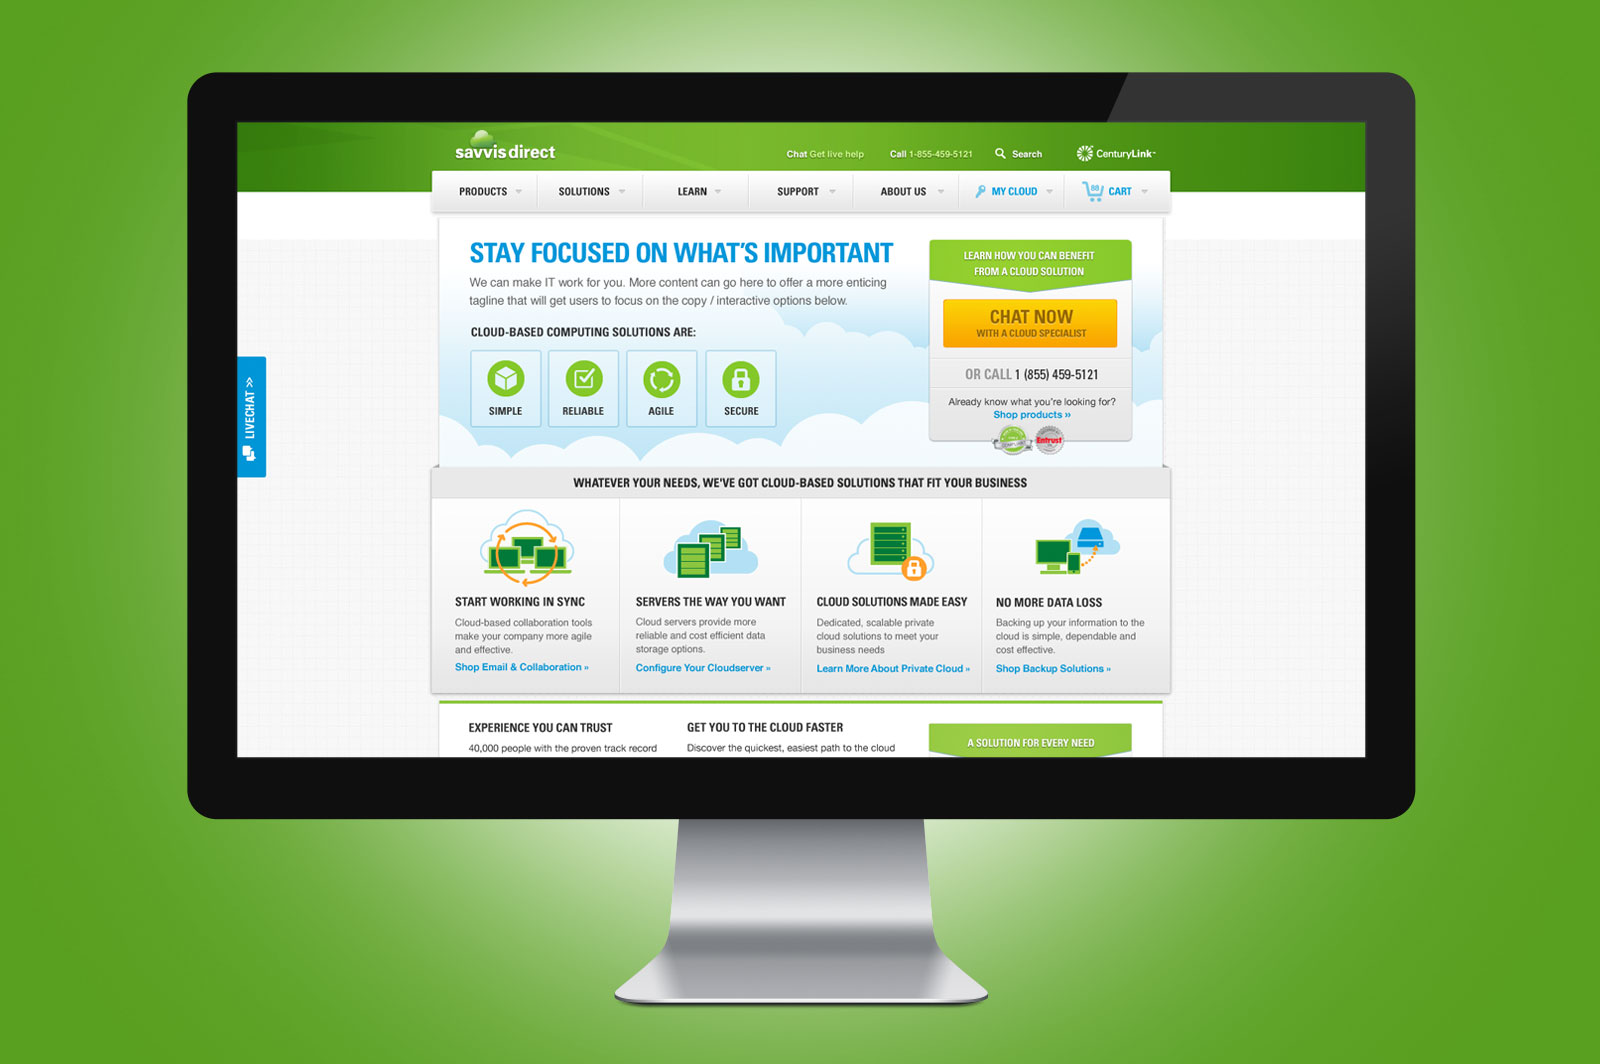 savvisdirect
Chat Get live help
Call 1-855-459-5121
Search
CenturyLink™
PRODUCTS
SOLUTIONS
LEARN
SUPPORT
ABOUT US
MY CLOUD
88
CART
STAY FOCUSED ON WHAT'S IMPORTANT
We can make IT work for you. More content can go here to offer a more enticing
tagline that will get users to focus on the copy / interactive options below.
CLOUD-BASED COMPUTING SOLUTIONS ARE:
SIMPLE
RELIABLE
AGILE
SECURE
LEARN HOW YOU CAN BENEFIT
FROM A CLOUD SOLUTION
CHAT NOW
WITH A CLOUD SPECIALIST
OR CALL 1 (855) 459-5121
Already know what you're looking for?
Shop products »
Entrust
LIVECHAT »
WHATEVER YOUR NEEDS, WE'VE GOT CLOUD-BASED SOLUTIONS THAT FIT YOUR BUSINESS
START WORKING IN SYNC
Cloud-based collaboration tools
make your company more agile
and effective.
Shop Email & Collaboration »
SERVERS THE WAY YOU WANT
Cloud servers provide more
reliable and cost efficient data
storage options.
Configure Your Cloudserver »
CLOUD SOLUTIONS MADE EASY
Dedicated, scalable private
cloud solutions to meet your
business needs
Learn More About Private Cloud »
NO MORE DATA LOSS
Backing up your information to the
cloud is simple, dependable and
cost effective.
Shop Backup Solutions »
EXPERIENCE YOU CAN TRUST
40,000 people with the proven track record
GET YOU TO THE CLOUD FASTER
Discover the quickest, easiest path to the cloud
A SOLUTION FOR EVERY NEED